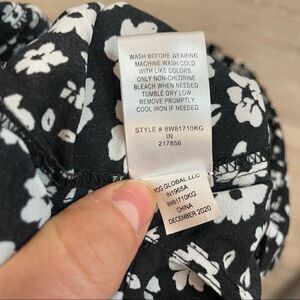 WASH BEFORE WEARING
MACHINE WASH COLD
WITH LIKE COLORS.
ONLY NON-CHLORINE
BLEACH WHEN NEEDED.
TUMBLE DRY LOW
REMOVE PROMPTLY
COOL IRON IF NEEDED
STYLE # 8W81710KG
IN
217856
GLOBAL LLC
IN1965A
8W81710KG
CHINA
DECEMBER 2020